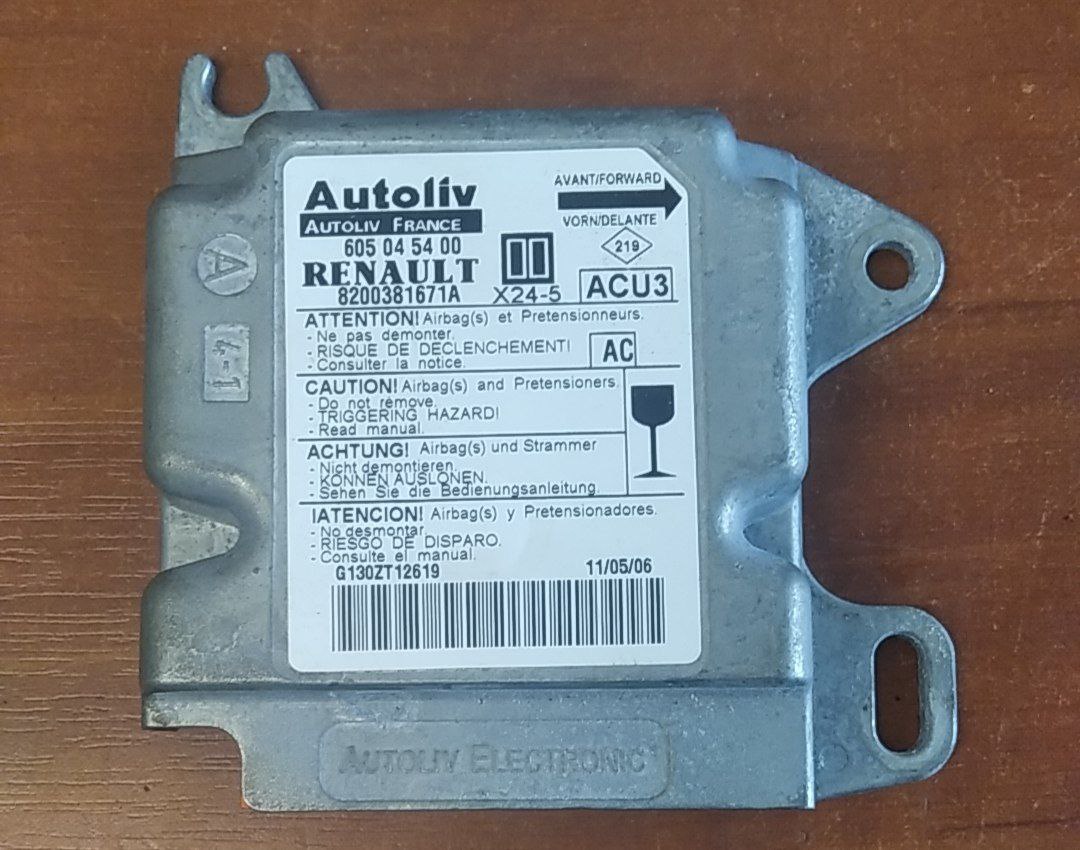 Autoliv
AUTOLIV FRANCE
605 04 54 00
RENAULT
8200381671A
X24-5
AVANT/FORWARD
VORN/DELANTE
219
ACU3
ATTENTION! Airbag(s) et Pretensionneurs.
- Ne pas demonter.
- RISQUE DE DECLENCHEMENT!
- Consulter la notice.
AC
CAUTION! Airbag(s) and Pretensioners.
- Do not remove.
- TRIGGERING HAZARD!
- Read manual.
ACHTUNG! Airbag(s) und Strammer
- Nicht demontieren.
- KONNEN AUSLONEN.
- Sehen Sie die Bedienungsanleitung.
IATENCION! Airbag(s) y Pretensionadores.
- No desmontar.
- RIESGO DE DISPARO.
- Consulte el manual.
G130ZT12619 11/05/06
AUTOLIV ELECTRONIC
A
4-1